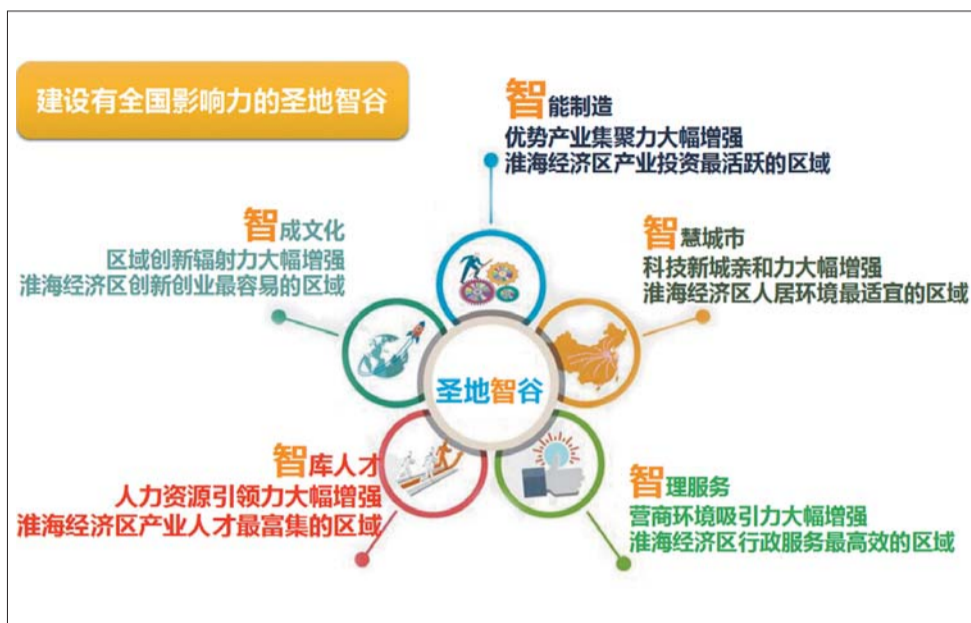 建设有全国影响力的圣地智谷
智能制造
优势产业集聚力大幅增强
淮海经济区产业投资最活跃的区域
智成文化
区域创新辐射力大幅增强
淮海经济区创新创业最容易的区域
智慧城市
科技新城亲和力大幅增强
淮海经济区人居环境最适宜的区域
圣地智谷
智库人才
人力资源引领力大幅增强
淮海经济区产业人才最富集的区域
智理服务
营商环境吸引力大幅增强
淮海经济区行政服务最高效的区域